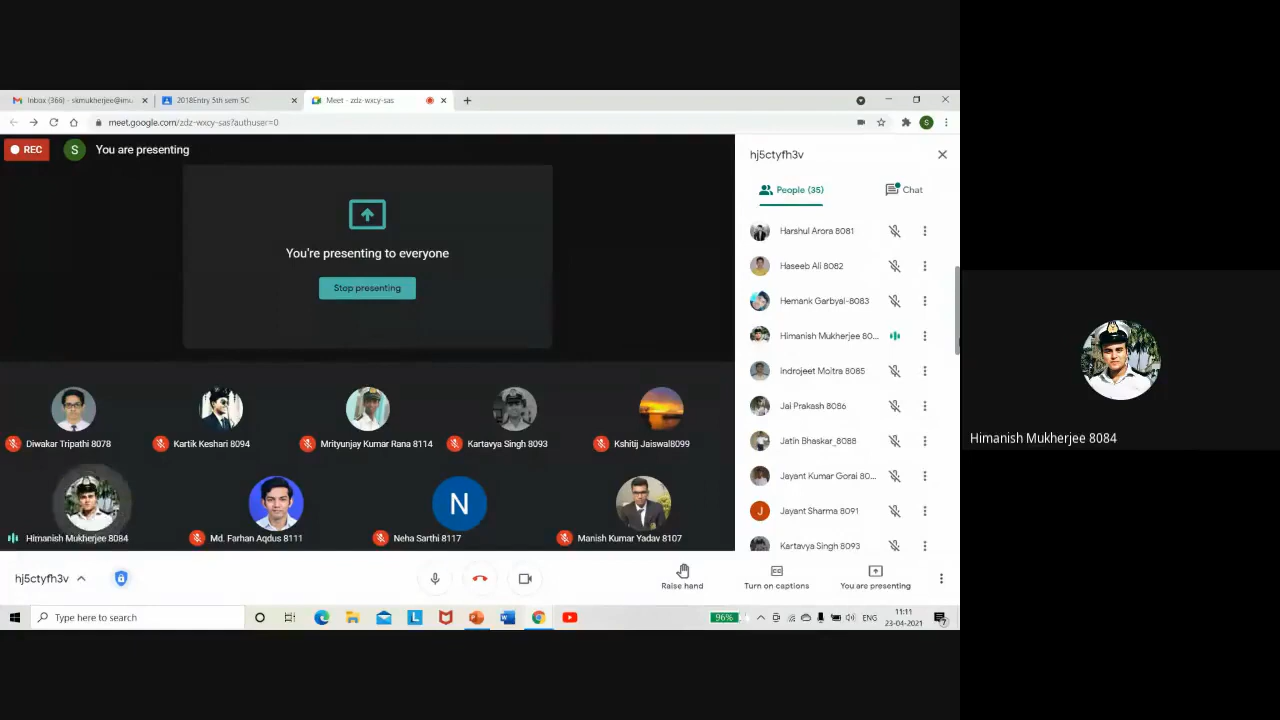 Inbox (366) - skmukherjee@imu
2018Entry 5th sem 5C
Meet - zdz-wxcy-sas
meet.google.com/zdz-wxcy-sas?authuser=0
S
REC
S
You are presenting
You're presenting to everyone
Stop presenting
Diwakar Tripathi 8078
Kartik Keshari 8094
Mrityunjay Kumar Rana 8114
Kartavya Singh 8093
Kshitij Jaiswal8099
N
Himanish Mukherjee 8084
Md. Farhan Aqdus 8111
Neha Sarthi 8117
Manish Kumar Yadav 8107
hj5ctyfh3v
People (35)
Chat
Harshul Arora 8081
Haseeb Ali 8082
Hemank Garbyal-8083
Himanish Mukherjee 80...
Indrojeet Moitra 8085
Jai Prakash 8086
Jatin Bhaskar_8088
Jayant Kumar Gorai 80...
J
Jayant Sharma 8091
Kartavya Singh 8093
hj5ctyfh3v
Raise hand
CC
Turn on captions
You are presenting
Type here to search
96%
ENG
11:11
23-04-2021
Himanish Mukherjee 8084